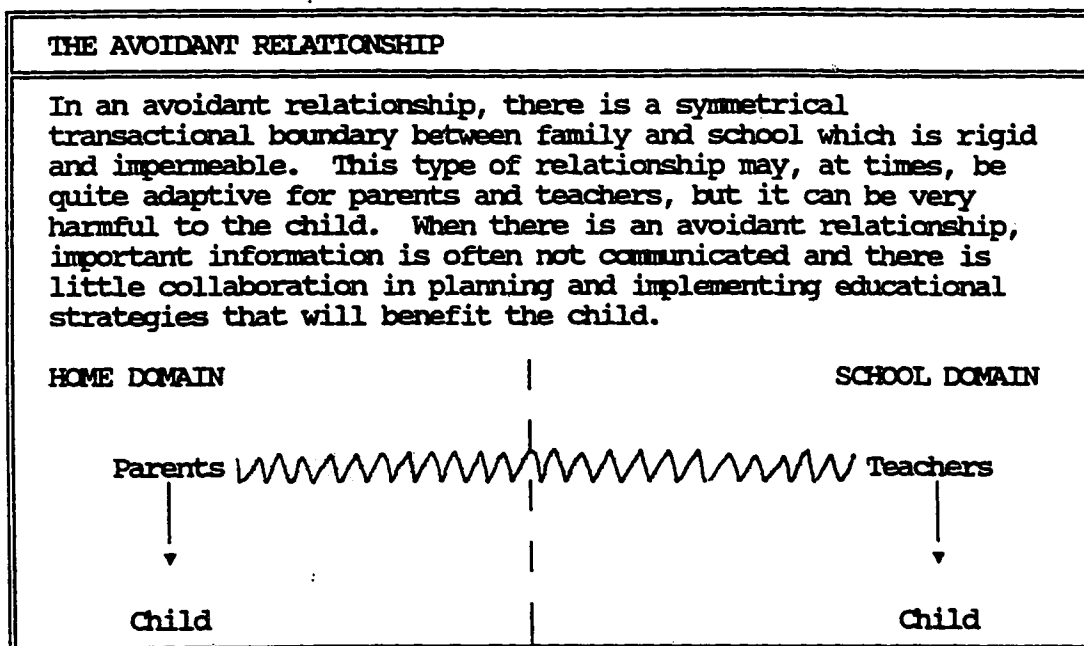 THE AVOIDANT RELATIONSHIP
In an avoidant relationship, there is a symmetrical
transactional boundary between family and school which is rigid
and impermeable. This type of relationship may, at times, be
quite adaptive for parents and teachers, but it can be very
harmful to the child. When there is an avoidant relationship,
important information is often not communicated and there is
little collaboration in planning and implementing educational
strategies that will benefit the child.
HOME DOMAIN SCHOOL DOMAIN
Parents Teachers
Child Child